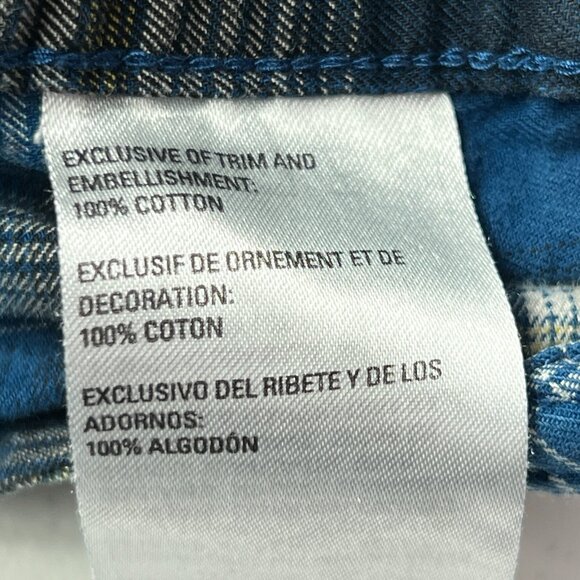 EXCLUSIVE OF TRIM AND
EMBELLISHMENT:
100% COTTON
EXCLUSIF DE ORNEMENT ET DE
DECORATION:
100% COTON
EXCLUSIVO DEL RIBETE Y DE LOS
ADORNOS:
100% ALGODÓN